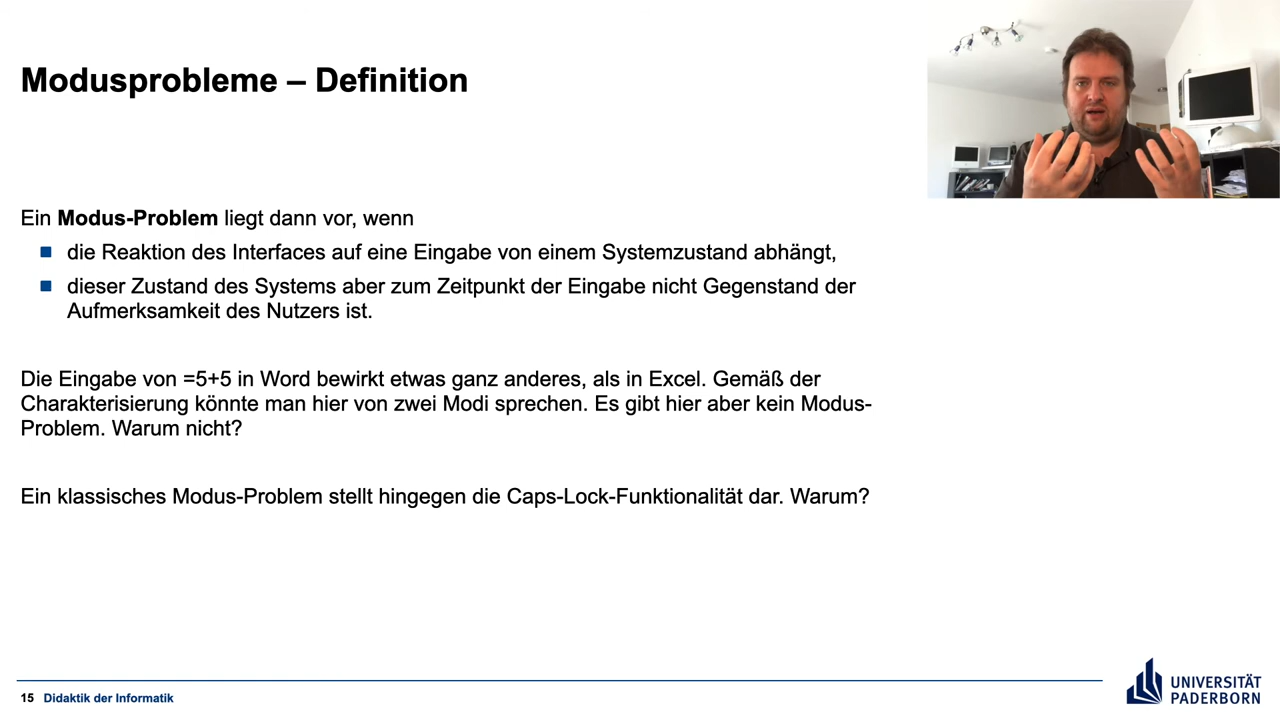 Modusprobleme – Definition
Ein Modus-Problem liegt dann vor, wenn
die Reaktion des Interfaces auf eine Eingabe von einem Systemzustand abhängt,
dieser Zustand des Systems aber zum Zeitpunkt der Eingabe nicht Gegenstand der
Aufmerksamkeit des Nutzers ist.
Die Eingabe von =5+5 in Word bewirkt etwas ganz anderes, als in Excel. Gemäß der
Charakterisierung könnte man hier von zwei Modi sprechen. Es gibt hier aber kein Modus-
Problem. Warum nicht?
Ein klassisches Modus-Problem stellt hingegen die Caps-Lock-Funktionalität dar. Warum?
15 Didaktik der Informatik
UNIVERSITÄT
PADERBORN